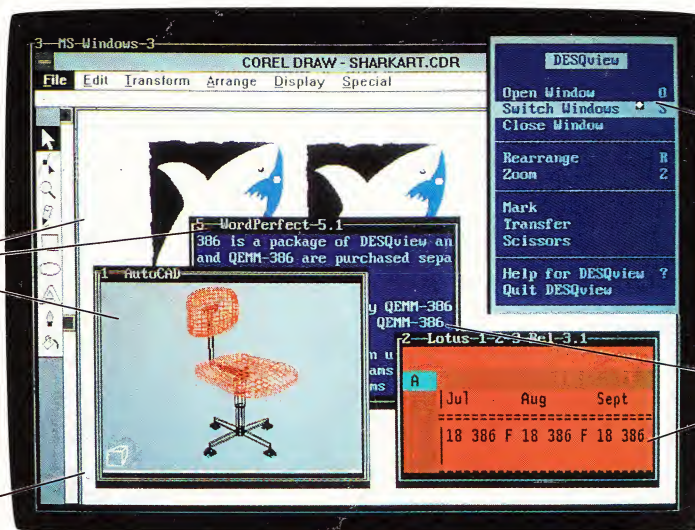 3—MS-Windows-3
COREL DRAW - SHARKART.CDR
File Edit Transform Arrange Display Special
DESQview
Open Window O
Switch Windows S
Close Window
Rearrange R
Zoom Z
Mark
Transfer
Scissors
Help for DESQview ?
Quit DESQview
5—WordPerfect-5.1
386 is a package of DESQview an
and QEMM-386 are purchased sepa
y QEMM-386
QEMM-386.
n u
ams
ms
1—AutoCAD
2—Lotus-1-2-3 Rel-3.1
A
Jul Aug Sept
18 386 F 18 386 F 18 386